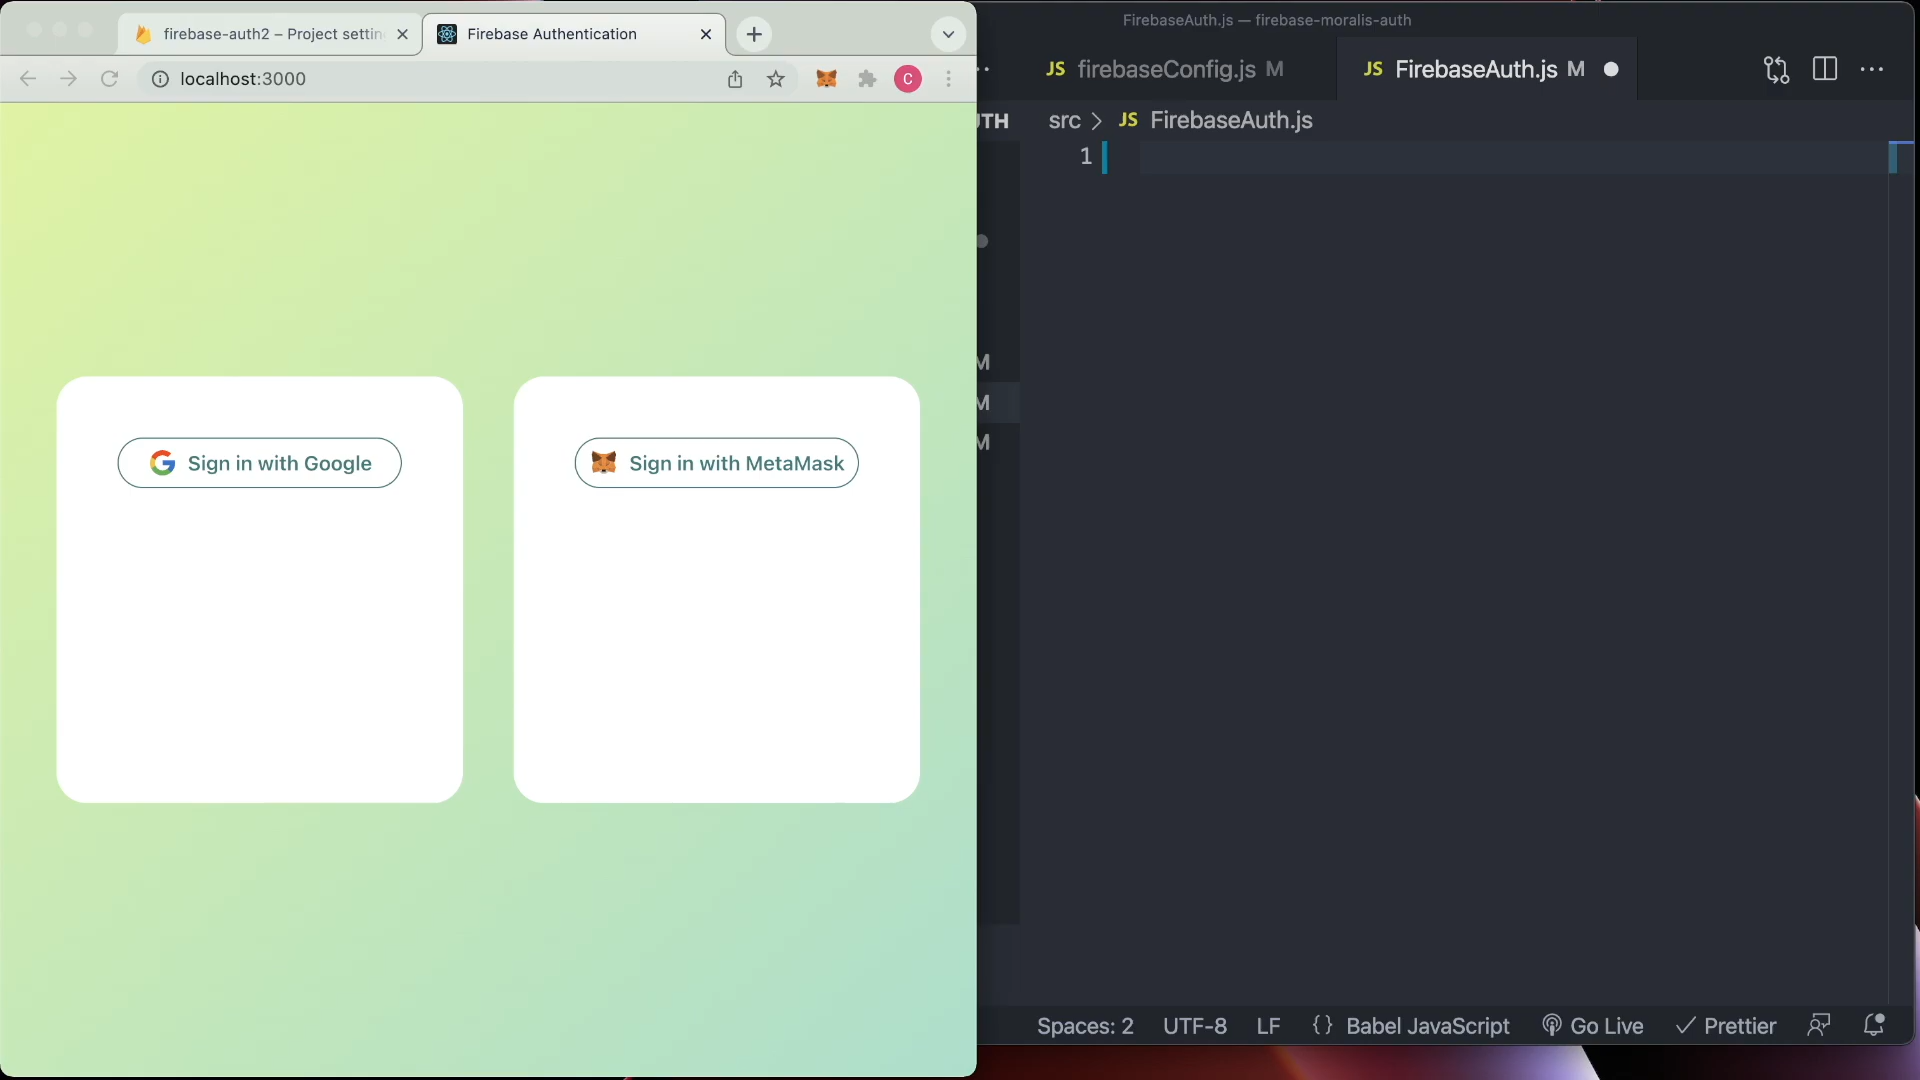 firebase-auth2 – Project settin
Firebase Authentication
localhost:3000
C
Sign in with Google
Sign in with MetaMask
FirebaseAuth.js — firebase-moralis-auth
JS firebaseConfig.js M
JS FirebaseAuth.js M
UTH
src > JS FirebaseAuth.js
1
M
M
M
Spaces: 2 UTF-8 LF {} Babel JavaScript Go Live Prettier